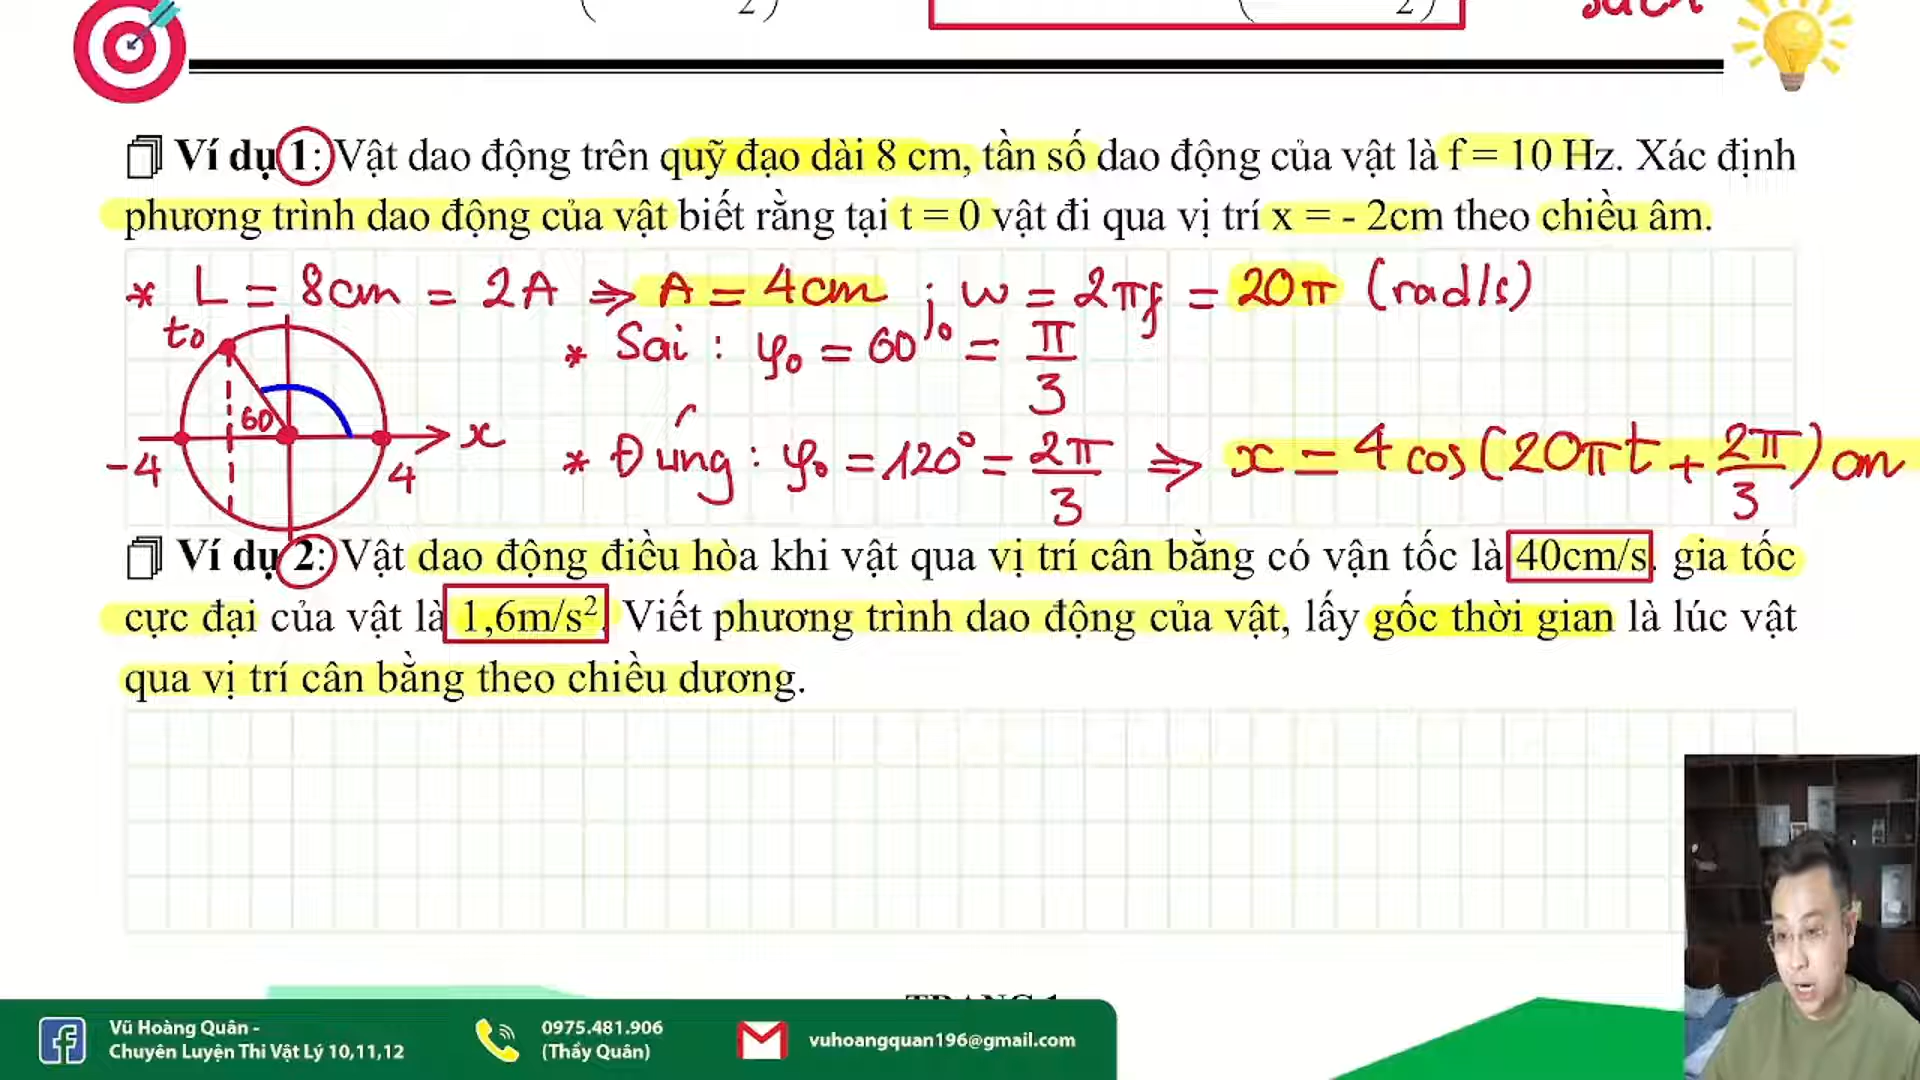 Ví dụ 1: Vật dao động trên quỹ đạo dài 8 cm, tần số dao động của vật là f = 10 Hz. Xác định
phương trình dao động của vật biết rằng tại t = 0 vật đi qua vị trí x = - 2cm theo chiều âm.
* L = 8cm = 2A ⇒ A = 4cm ; ω = 2πf = 20π (rad/s)
t0
* Sai : φ0 = 60° = π/3
60
x
-4
4
* Đúng : φ0 = 120° = 2π/3 ⇒ x = 4 cos(20πt + 2π/3) cm
Ví dụ 2: Vật dao động điều hòa khi vật qua vị trí cân bằng có vận tốc là 40cm/s. gia tốc
cực đại của vật là 1,6m/s². Viết phương trình dao động của vật, lấy gốc thời gian là lúc vật
qua vị trí cân bằng theo chiều dương.
Vũ Hoàng Quân -
Chuyên Luyện Thi Vật Lý 10,11,12
0975.481.906
(Thầy Quân)
vuhoangquan196@gmail.com